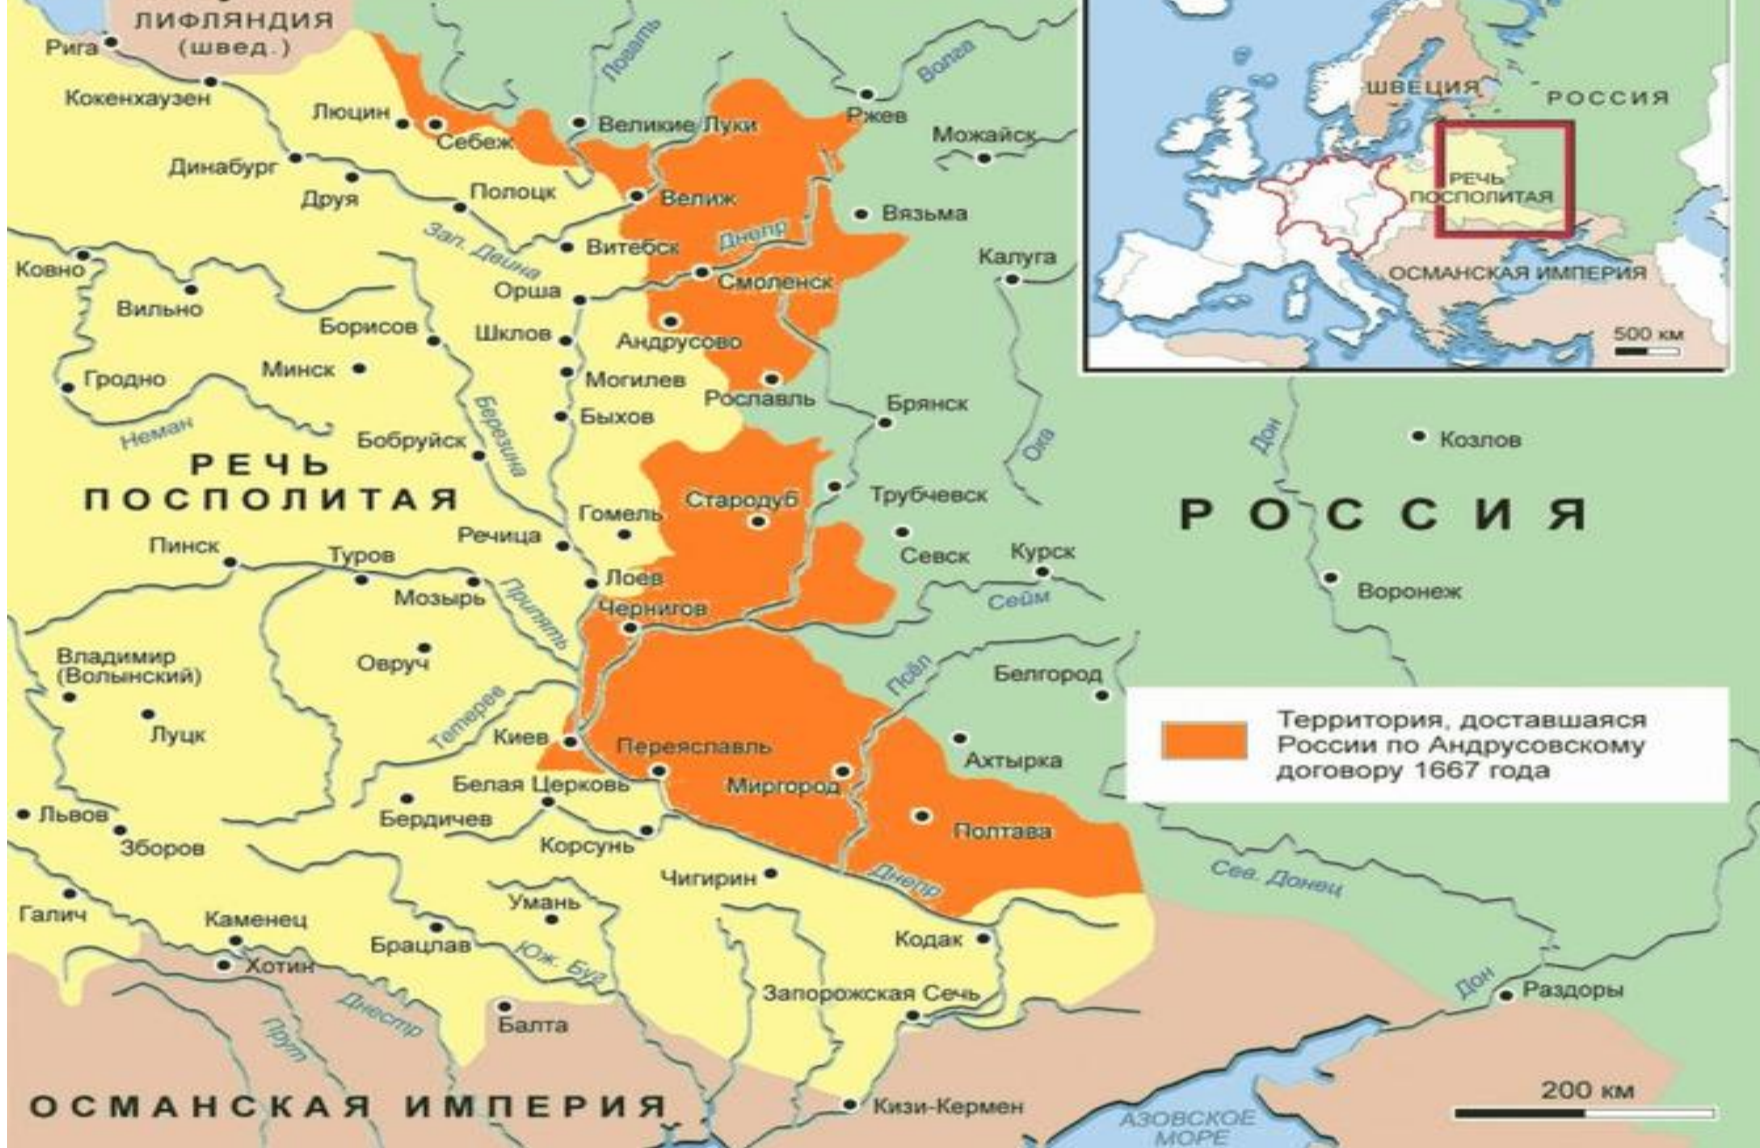 ЛИФЛЯНДИЯ
(швед.)
Рига
Кокенхаузен
Люцин
Себеж
Ловать
Великие Луки
Волга
Ржев
Можайск
Динабург
Друя
Полоцк
Зап. Двина
Велиж
Витебск
Днепр
Вязьма
Калуга
Ковно
Вильно
Орша
Смоленск
Борисов
Шклов
Андрусово
Минск
Гродно
Могилев
Рославль
Неман
Березина
Быхов
Брянск
Бобруйск
Ока
Дон
Козлов
РЕЧЬ
ПОСПОЛИТАЯ
Стародуб
Трубчевск
РОССИЯ
Гомель
Речица
Севск
Курск
Пинск
Туров
Мозырь
Припять
Лоев
Чернигов
Сейм
Воронеж
Владимир
(Волынский)
Овруч
Луцк
Тетерев
Псёл
Белгород
Киев
Переяславль
Ахтырка
Белая Церковь
Миргород
Бердичев
Львов
Зборов
Корсунь
Полтава
Чигирин
Днепр
Сев. Донец
Галич
Каменец
Хотин
Брацлав
Умань
Юж. Буг
Кодак
Запорожская Сечь
Дон
Раздоры
Днестр
Прут
Балта
ОСМАНСКАЯ ИМПЕРИЯ
Кизи-Кермен
АЗОВСКОЕ
МОРЕ
200 км
ШВЕЦИЯ
РОССИЯ
РЕЧЬ
ПОСПОЛИТАЯ
ОСМАНСКАЯ ИМПЕРИЯ
500 км
Территория, доставшаяся
России по Андрусовскому
договору 1667 года